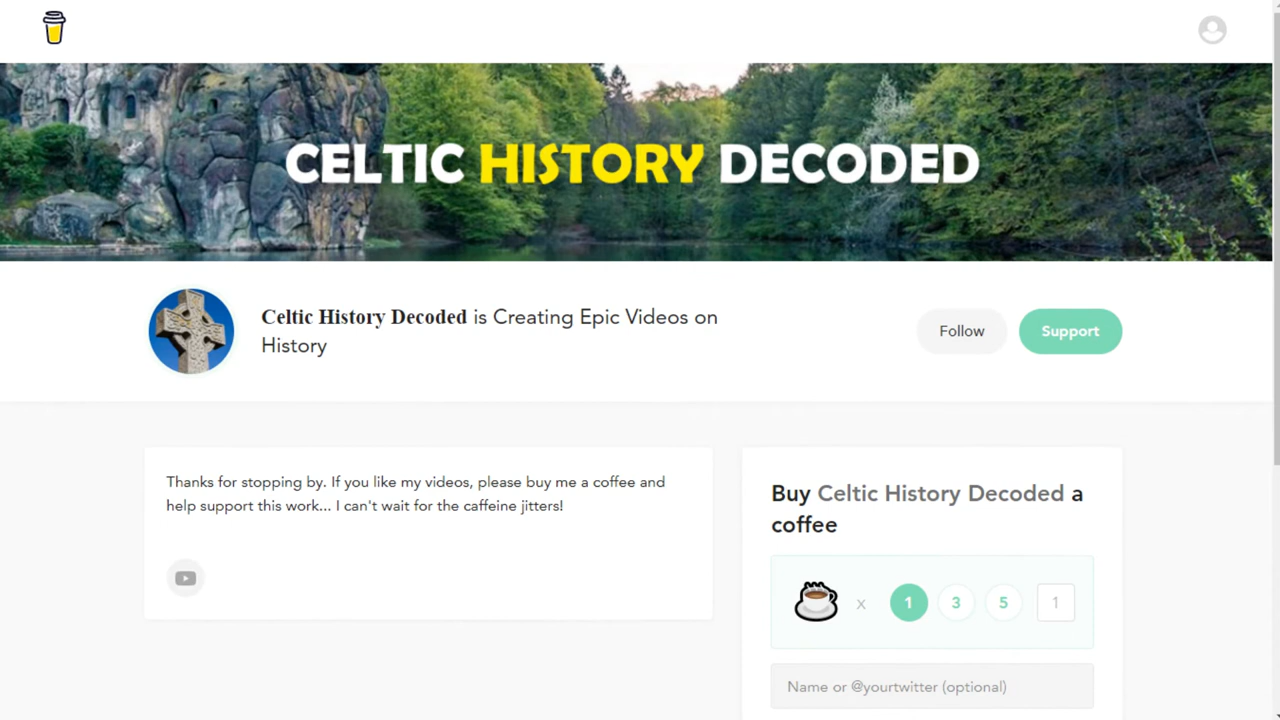 CELTIC HISTORY DECODED
Celtic History Decoded is Creating Epic Videos on
History
Follow
Support
Thanks for stopping by. If you like my videos, please buy me a coffee and
help support this work... I can't wait for the caffeine jitters!
Buy Celtic History Decoded a
coffee
x 1 3 5 1
Name or @yourtwitter (optional)